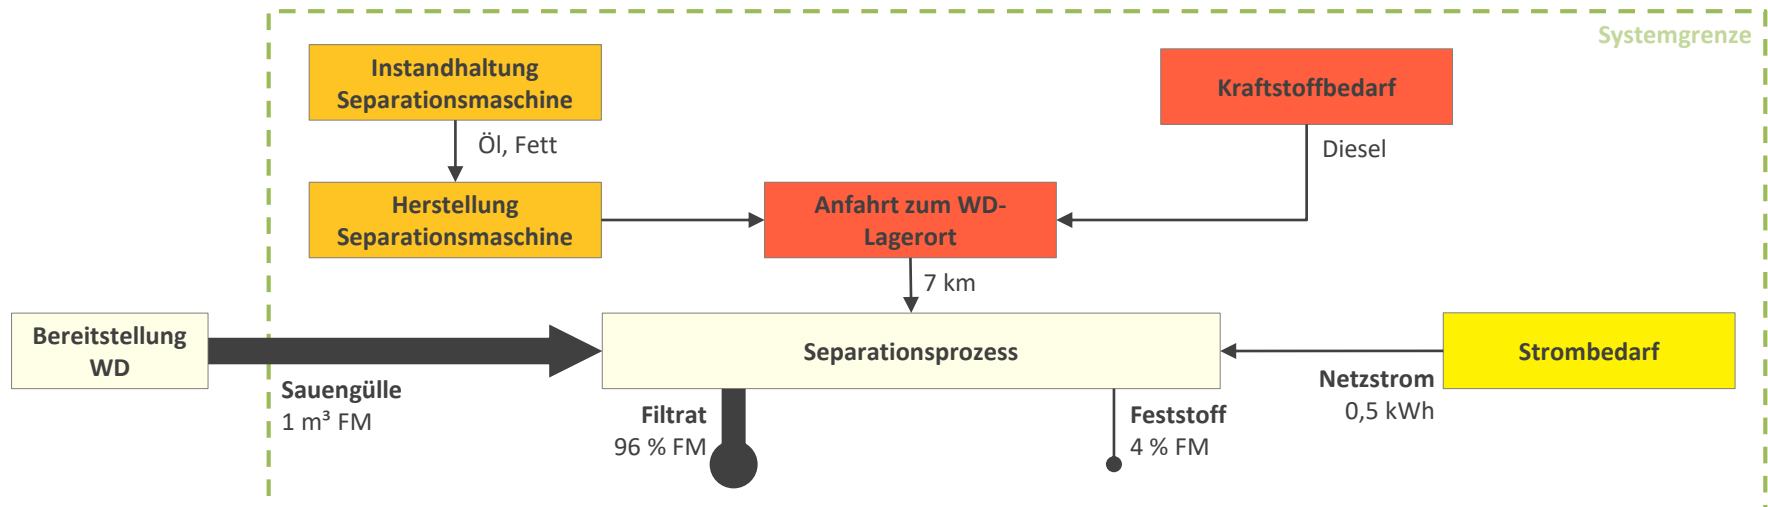 Systemgrenze
Instandhaltung
Separationsmaschine
Kraftstoffbedarf
Öl, Fett
Diesel
Herstellung
Separationsmaschine
Anfahrt zum WD-
Lagerort
7 km
Bereitstellung
WD
Separationsprozess
Strombedarf
Sauengülle
1 m³ FM
Filtrat
96 % FM
Feststoff
4 % FM
Netzstrom
0,5 kWh